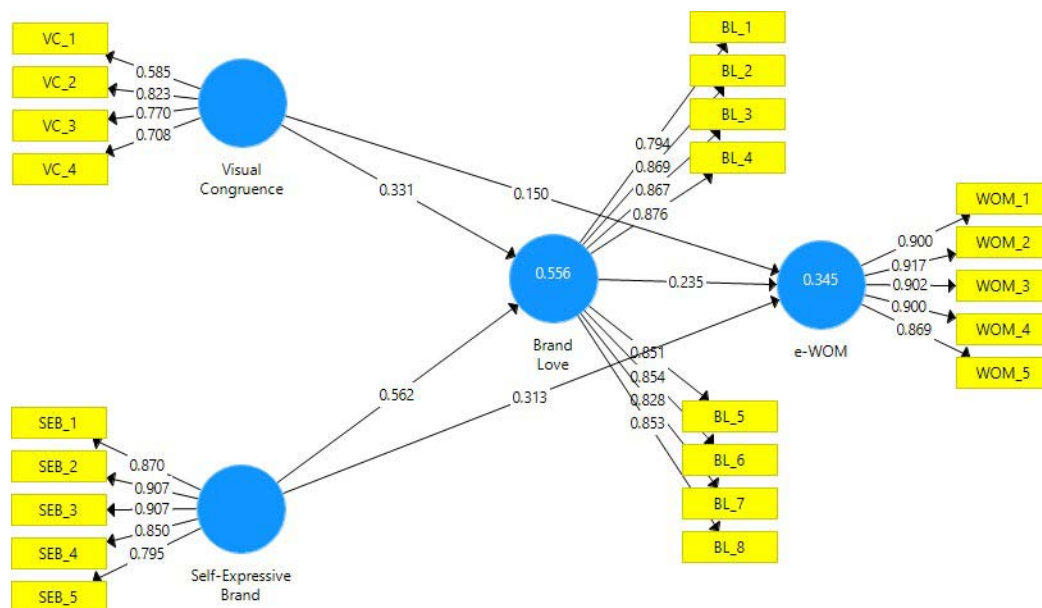 VC_1
VC_2
VC_3
VC_4
0.585
0.823
0.770
0.708
Visual
Congruence
BL_1
BL_2
BL_3
BL_4
0.794
0.869
0.867
0.876
0.331
0.150
0.556
Brand
Love
0.235
0.345
e-WOM
WOM_1
WOM_2
WOM_3
WOM_4
WOM_5
0.900
0.917
0.902
0.900
0.869
0.562
0.313
0.851
0.854
0.828
0.853
BL_5
BL_6
BL_7
BL_8
SEB_1
SEB_2
SEB_3
SEB_4
SEB_5
0.870
0.907
0.907
0.850
0.795
Self-Expressive
Brand